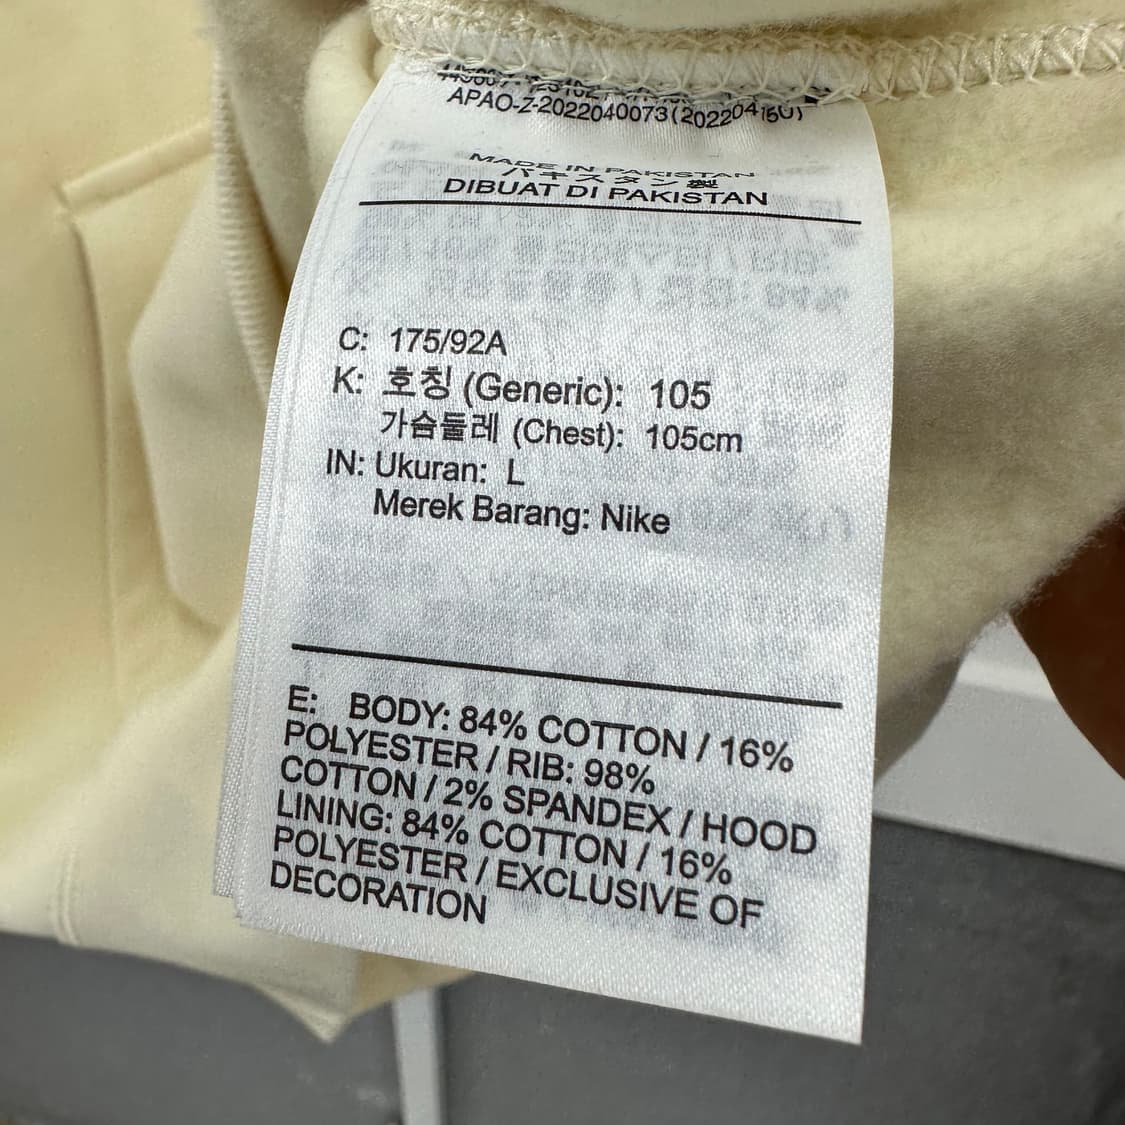 APAO-Z-2022040073(20220415U)
MADE IN PAKISTAN
パキスタン製
DIBUAT DI PAKISTAN
C: 175/92A
K: 호칭 (Generic): 105
가슴둘레 (Chest): 105cm
IN: Ukuran: L
Merek Barang: Nike
E: BODY: 84% COTTON / 16%
POLYESTER / RIB: 98%
COTTON / 2% SPANDEX / HOOD
LINING: 84% COTTON / 16%
POLYESTER / EXCLUSIVE OF
DECORATION